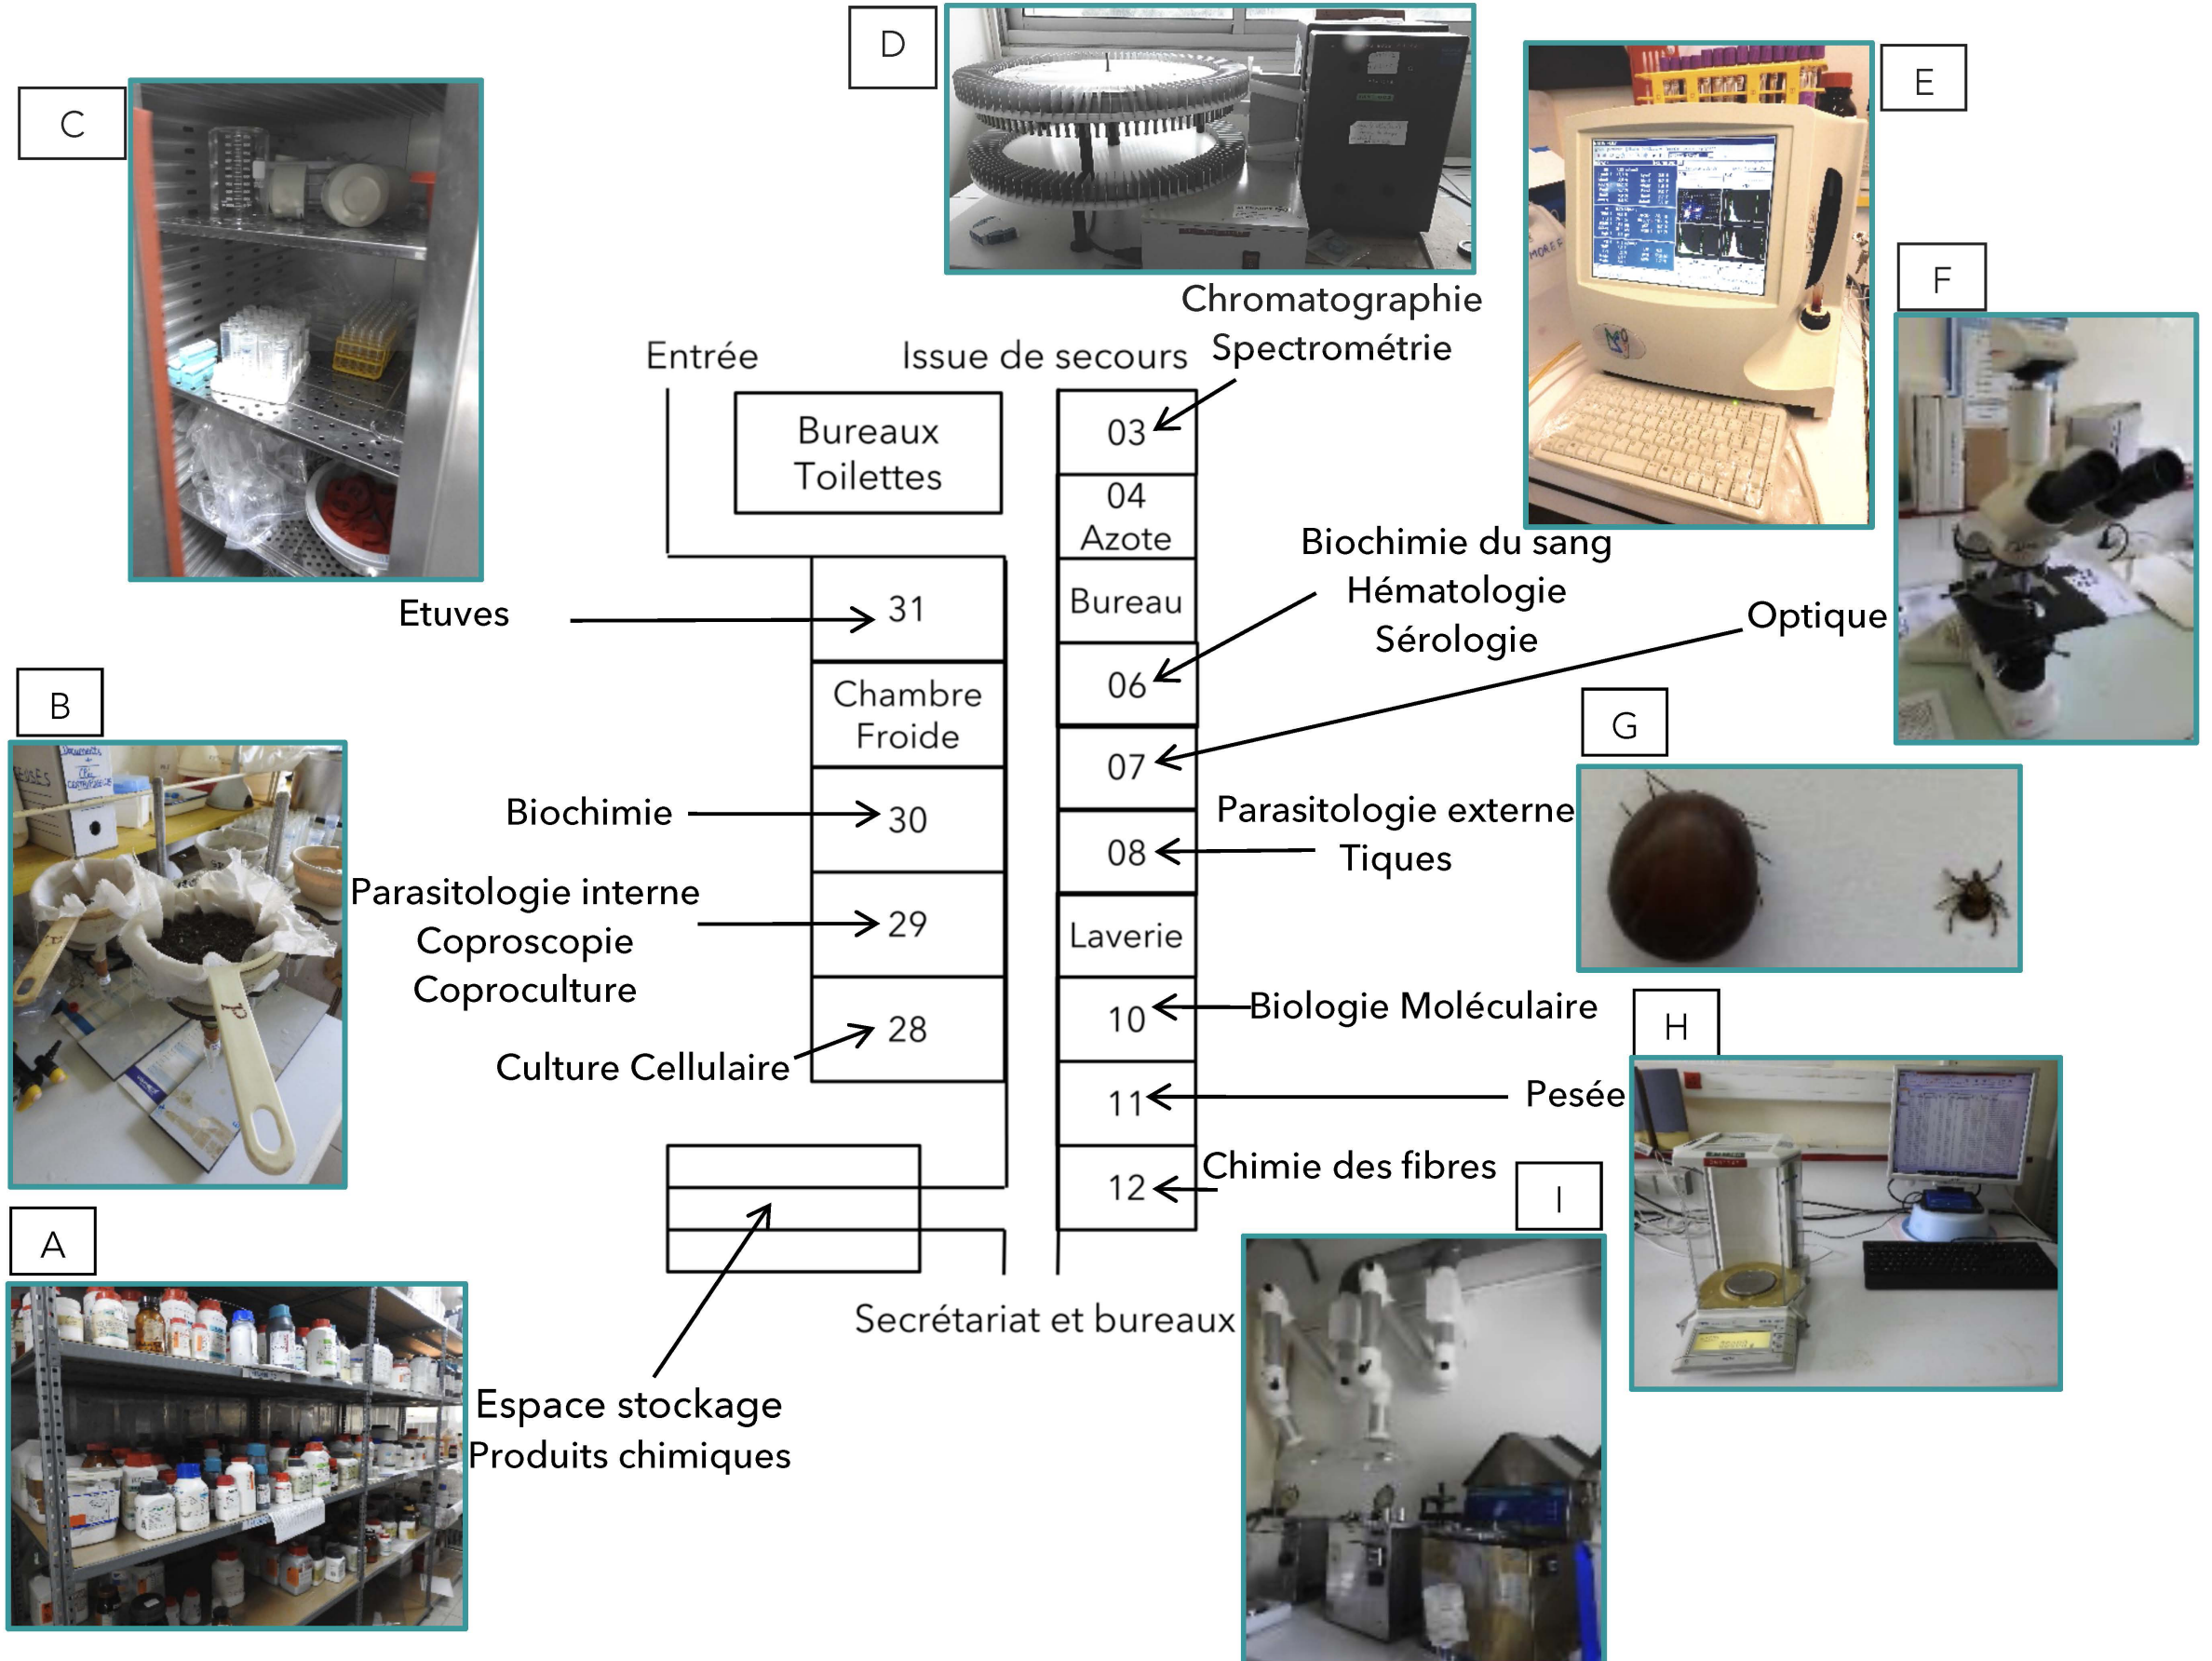 D
E
C
F
Chromatographie
Spectrométrie
Entrée
Issue de secours
Bureaux
Toilettes
03
04
Azote
Bureau
06
07
08
Laverie
10
11
12
Biochimie du sang
Hématologie
Sérologie
Optique
Etuves
31
Chambre
Froide
30
29
28
B
G
Biochimie
Parasitologie externe
Tiques
Parasitologie interne
Coproscopie
Coproculture
Biologie Moléculaire
H
Culture Cellulaire
Pesée
Chimie des fibres
I
A
Secrétariat et bureaux
Espace stockage
Produits chimiques